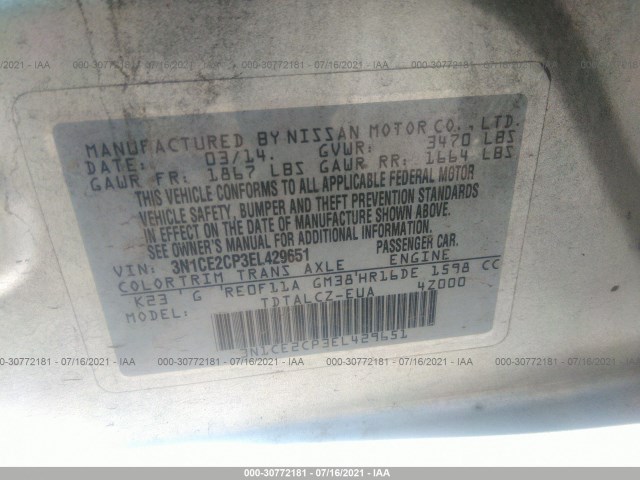 MANUFACTURED BY NISSAN MOTOR CO., LTD.
DATE: 03/14. GVWR: 3470 LBS
GAWR FR: 1867 LBS GAWR RR: 1664 LBS
THIS VEHICLE CONFORMS TO ALL APPLICABLE FEDERAL MOTOR
VEHICLE SAFETY, BUMPER AND THEFT PREVENTION STANDARDS
IN EFFECT ON THE DATE OF MANUFACTURE SHOWN ABOVE.
SEE OWNER'S MANUAL FOR ADDITIONAL INFORMATION.
VIN: 3N1CE2CP3EL429651 PASSENGER CAR.
COLOR TRIM TRANS AXLE ENGINE
K23 ' G 'RE0F11A GM38'HR16DE 1598 CC
MODEL: TDTALCZ-EUA 4Z000
3N1CE2CP3EL429651
000-30772181 - 07/16/2021 - IAA